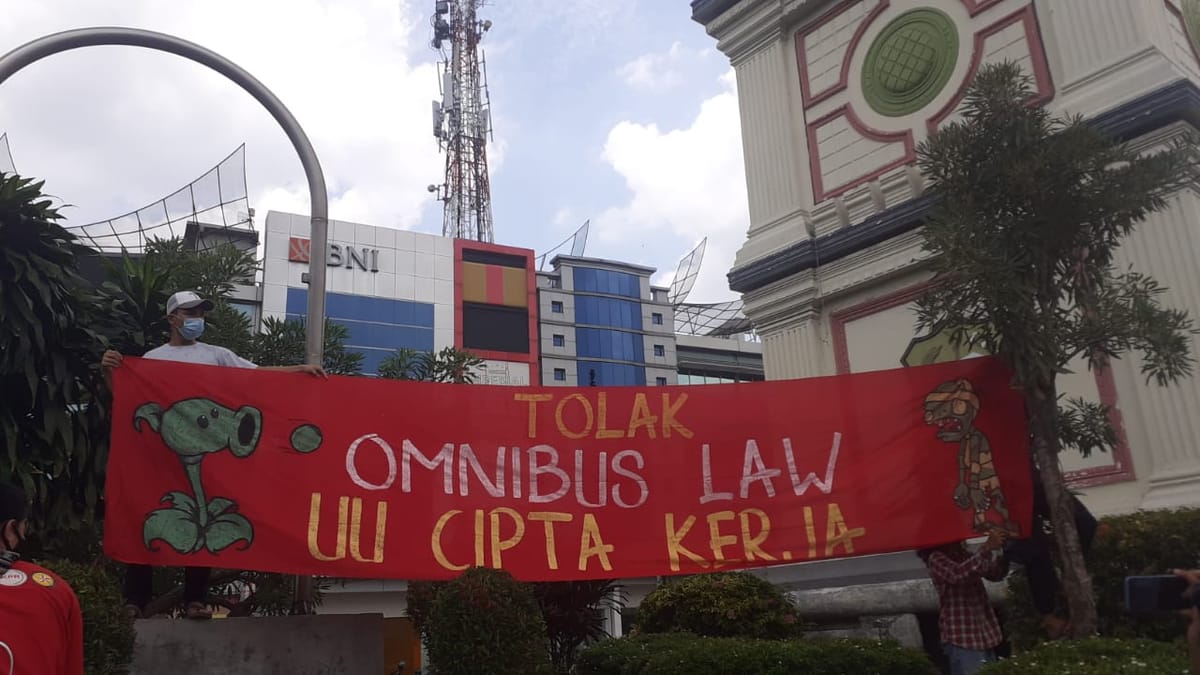 BNI
TOLAK
OMNIBUS LAW
UU CIPTA KERJA